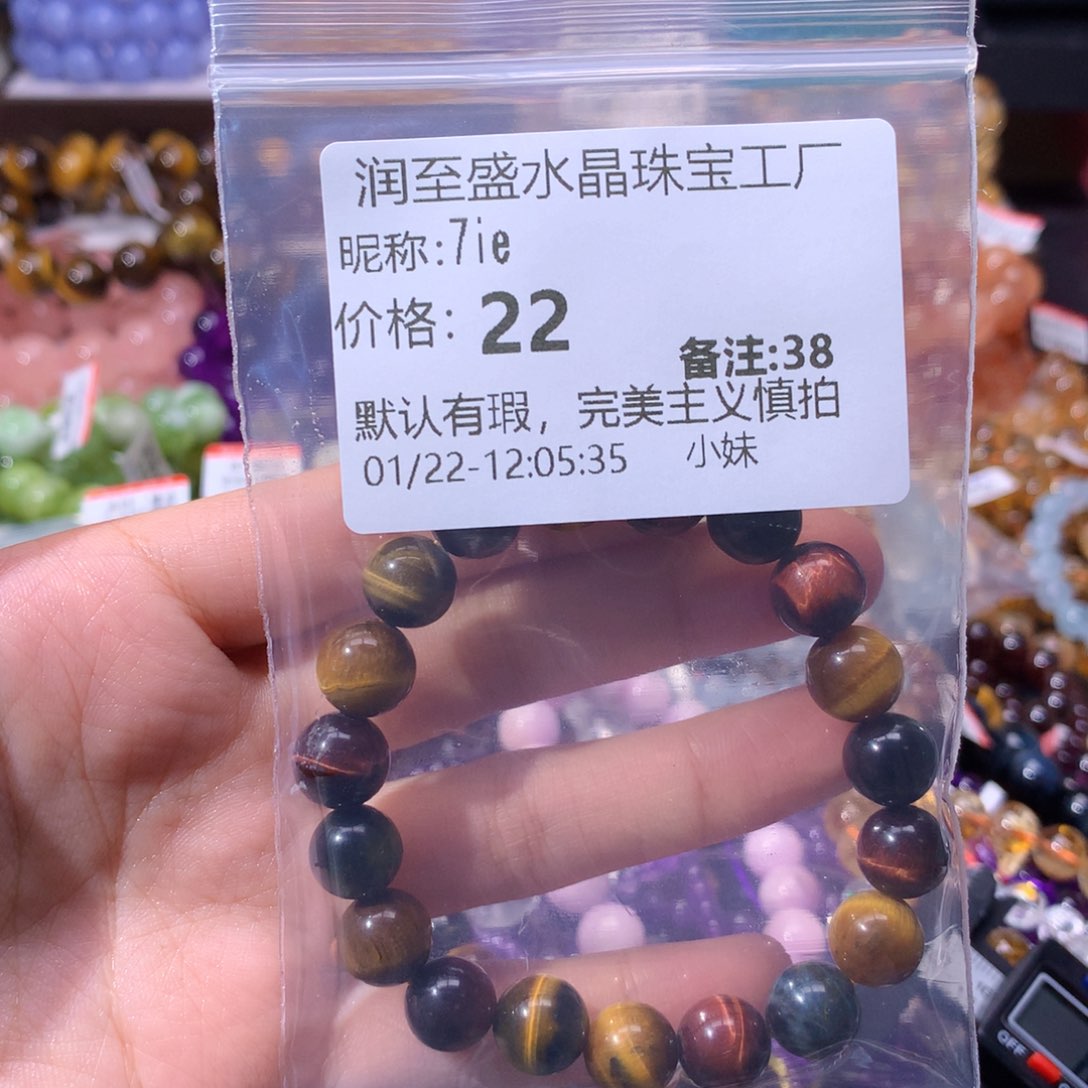 润至盛水晶珠宝工厂
昵称:7ie
价格: 22
备注:38
默认有瑕，完美主义慎拍
01/22-12:05:35 小妹
OFF